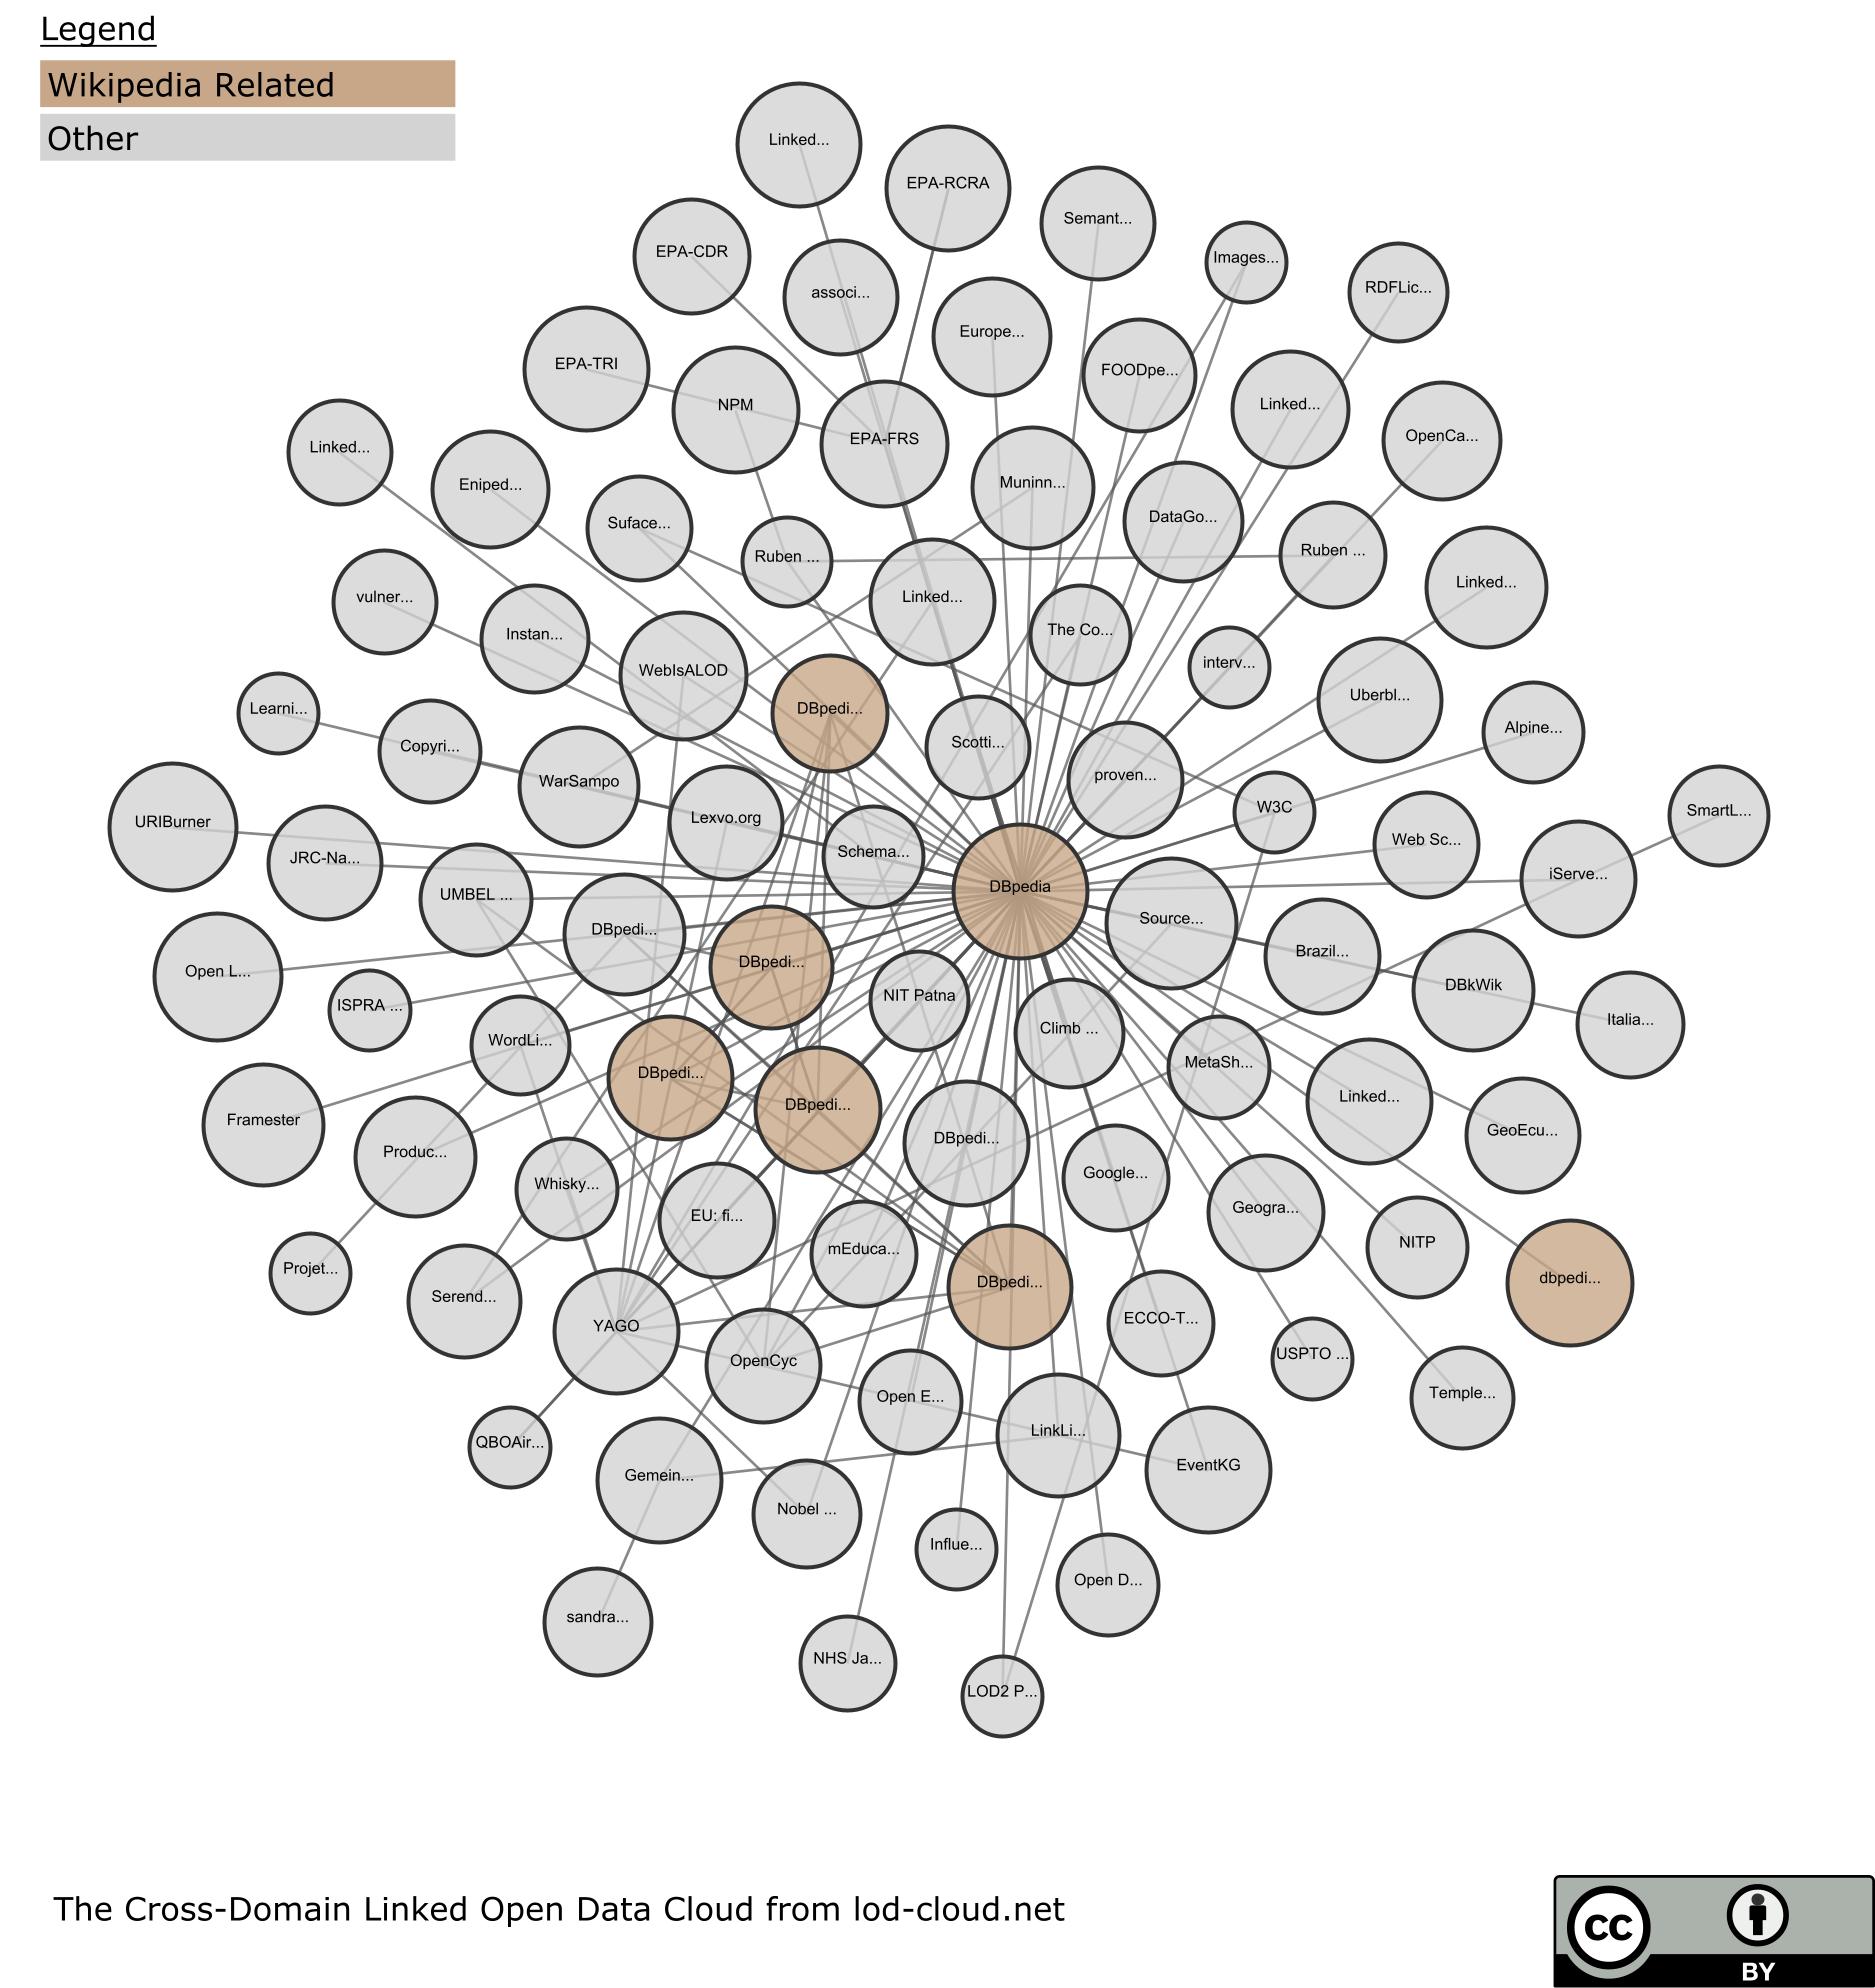 Legend
Wikipedia Related
Other
Linked...
EPA-RCRA
Semant...
EPA-CDR
Images...
associ...
RDFLic...
Europe...
EPA-TRI
FOODpe...
NPM
Linked...
EPA-FRS
OpenCa...
Linked...
Eniped...
Muninn...
Suface...
DataGo...
Ruben ...
Ruben ...
Linked...
vulner...
Linked...
Instan...
The Co...
WebIsALOD
interv...
Uberbl...
Learni...
DBpedi...
Alpine...
Copyri...
Scotti...
WarSampo
proven...
W3C
SmartL...
URIBurner
Lexvo.org
Web Sc...
JRC-Na...
Schema...
iServe...
DBpedia
UMBEL ...
Source...
DBpedi...
Brazil...
Open L...
DBpedi...
DBkWik
ISPRA ...
NIT Patna
Italia...
WordLi...
Climb ...
DBpedi...
MetaSh...
DBpedi...
Linked...
Framester
GeoEcu...
DBpedi...
Produc...
Google...
Whisky...
Geogra...
EU: fi...
NITP
mEduca...
Projet...
DBpedi...
dbpedi...
Serend...
YAGO
ECCO-T...
USPTO ...
OpenCyc
Open E...
Temple...
LinkLi...
QBOAir...
EventKG
Gemein...
Nobel ...
Influe...
Open D...
sandra...
NHS Ja...
LOD2 P...
The Cross-Domain Linked Open Data Cloud from lod-cloud.net
cc
BY